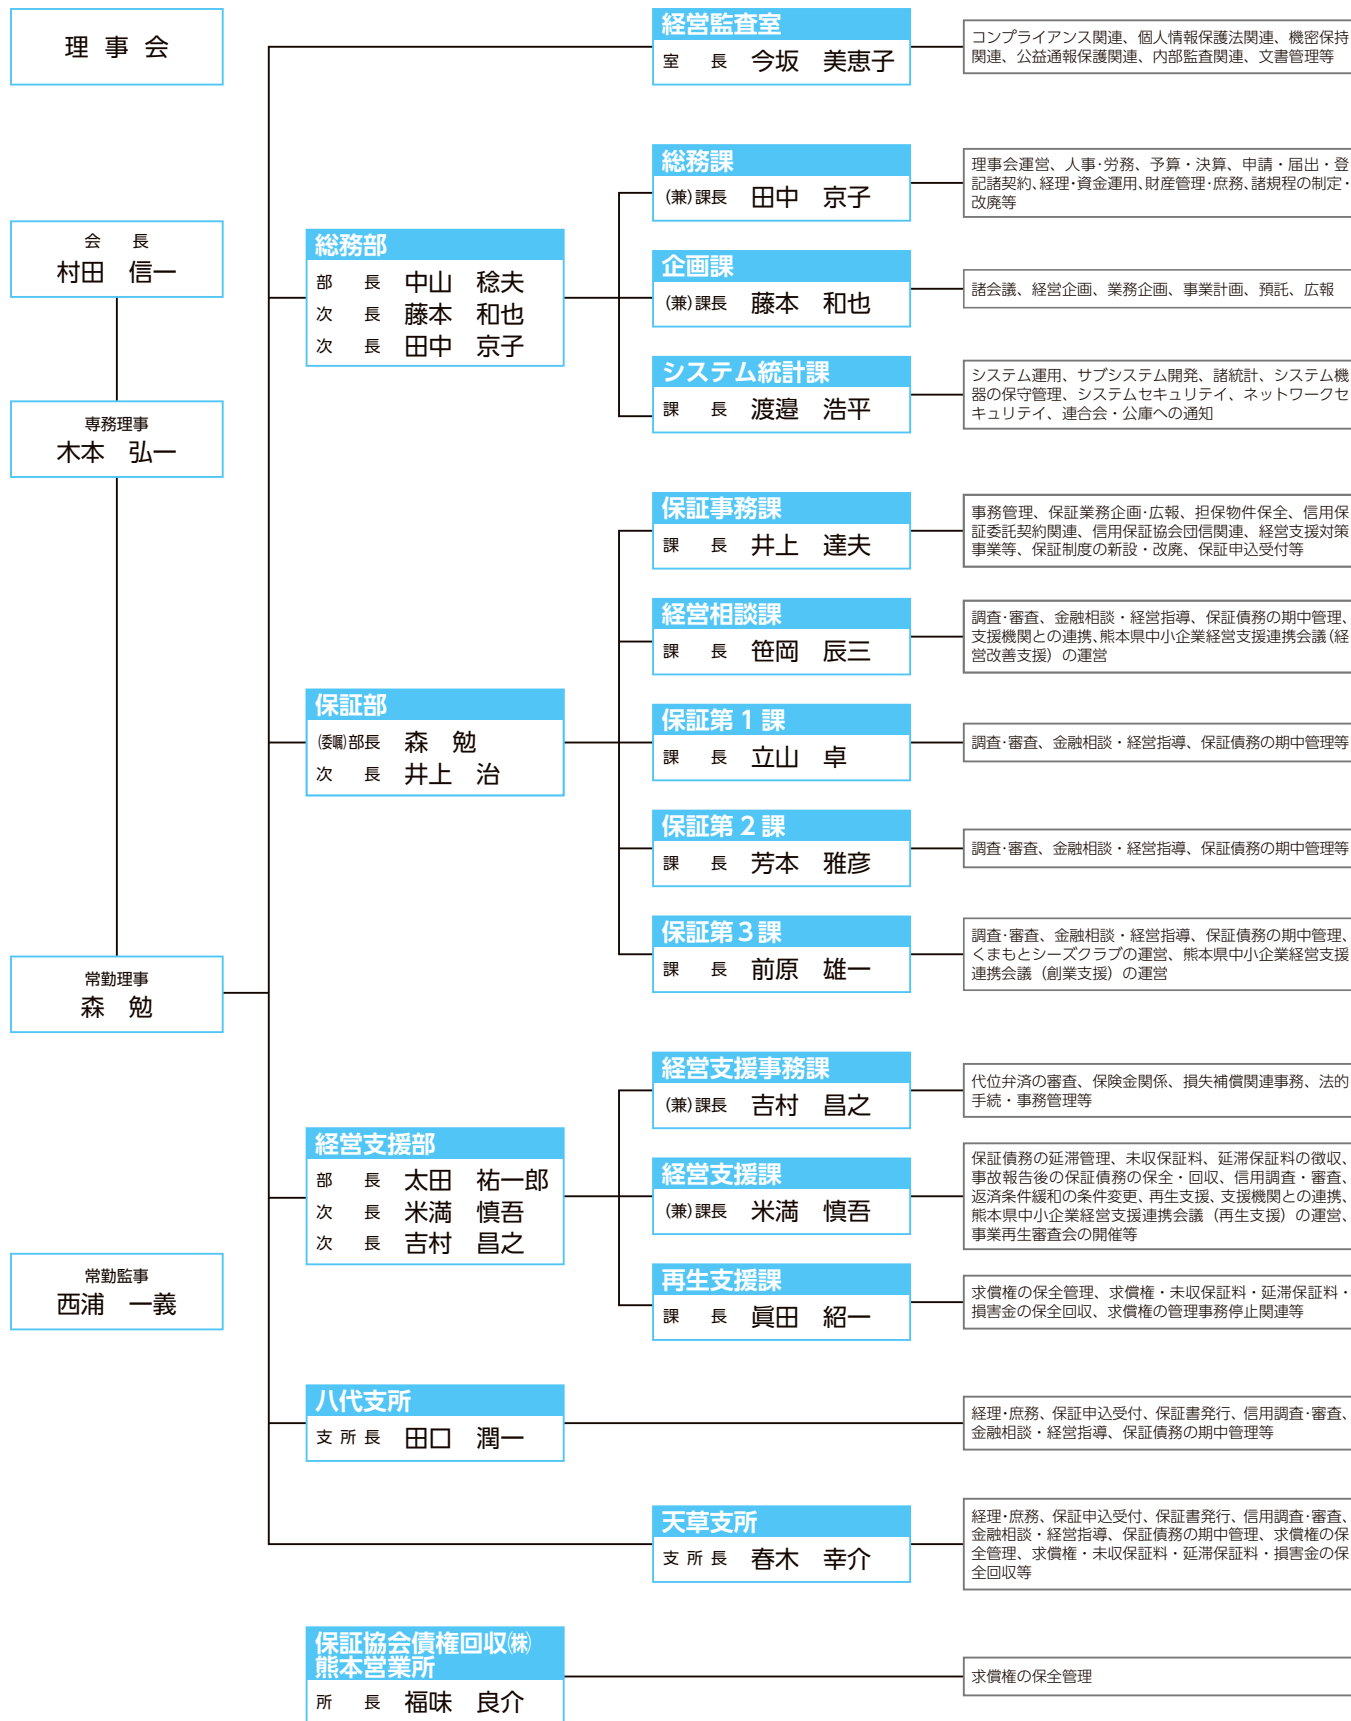 理事会
会　長
村田　信一
専務理事
木本　弘一
常勤理事
森　勉
常勤監事
西浦　一義
経営監査室
室　長　今坂　美恵子
コンプライアンス関連、個人情報保護法関連、機密保持
関連、公益通報保護関連、内部監査関連、文書管理等
総務部
部　長　中山　稔夫
次　長　藤本　和也
次　長　田中　京子
総務課
(兼)課長　田中　京子
理事会運営、人事・労務、予算・決算、申請・届出・登
記諸契約、経理・資金運用、財産管理・庶務、諸規程の制定・
改廃等
企画課
(兼)課長　藤本　和也
諸会議、経営企画、業務企画、事業計画、預託、広報
システム統計課
課　長　渡邉　浩平
システム運用、サブシステム開発、諸統計、システム機
器の保守管理、システムセキュリテイ、ネットワークセ
キュリテイ、連合会・公庫への通知
保証部
(委嘱)部長　森　勉
次　長　井上　治
保証事務課
課　長　井上　達夫
事務管理、保証業務企画・広報、担保物件保全、信用保
証委託契約関連、信用保証協会団信関連、経営支援対策
事業等、保証制度の新設・改廃、保証申込受付等
経営相談課
課　長　笹岡　辰三
調査・審査、金融相談・経営指導、保証債務の期中管理、
支援機関との連携、熊本県中小企業経営支援連携会議(経
営改善支援）の運営
保証第１課
課　長　立山　卓
調査・審査、金融相談・経営指導、保証債務の期中管理等
保証第２課
課　長　芳本　雅彦
調査・審査、金融相談・経営指導、保証債務の期中管理等
保証第３課
課　長　前原　雄一
調査・審査、金融相談・経営指導、保証債務の期中管理、
くまもとシーズクラブの運営、熊本県中小企業経営支援
連携会議（創業支援）の運営
経営支援部
部　長　太田　祐一郎
次　長　米満　慎吾
次　長　吉村　昌之
経営支援事務課
(兼)課長　吉村　昌之
代位弁済の審査、保険金関係、損失補償関連事務、法的
手続・事務管理等
経営支援課
(兼)課長　米満　慎吾
保証債務の延滞管理、未収保証料、延滞保証料の徴収、
事故報告後の保証債務の保全・回収、信用調査・審査、
返済条件緩和の条件変更、再生支援、支援機関との連携、
熊本県中小企業経営支援連携会議（再生支援）の運営、
事業再生審査会の開催等
再生支援課
課　長　眞田　紹一
求償権の保全管理、求償権・未収保証料・延滞保証料・
損害金の保全回収、求償権の管理事務停止関連等
八代支所
支所長　田口　潤一
経理・庶務、保証申込受付、保証書発行、信用調査・審査、
金融相談・経営指導、保証債務の期中管理等
天草支所
支所長　春木　幸介
経理・庶務、保証申込受付、保証書発行、信用調査・審査、
金融相談・経営指導、保証債務の期中管理、求償権の保
全管理、求償権・未収保証料・延滞保証料・損害金の保
全回収等
保証協会債権回収㈱
熊本営業所
所　長　福味　良介
求償権の保全管理